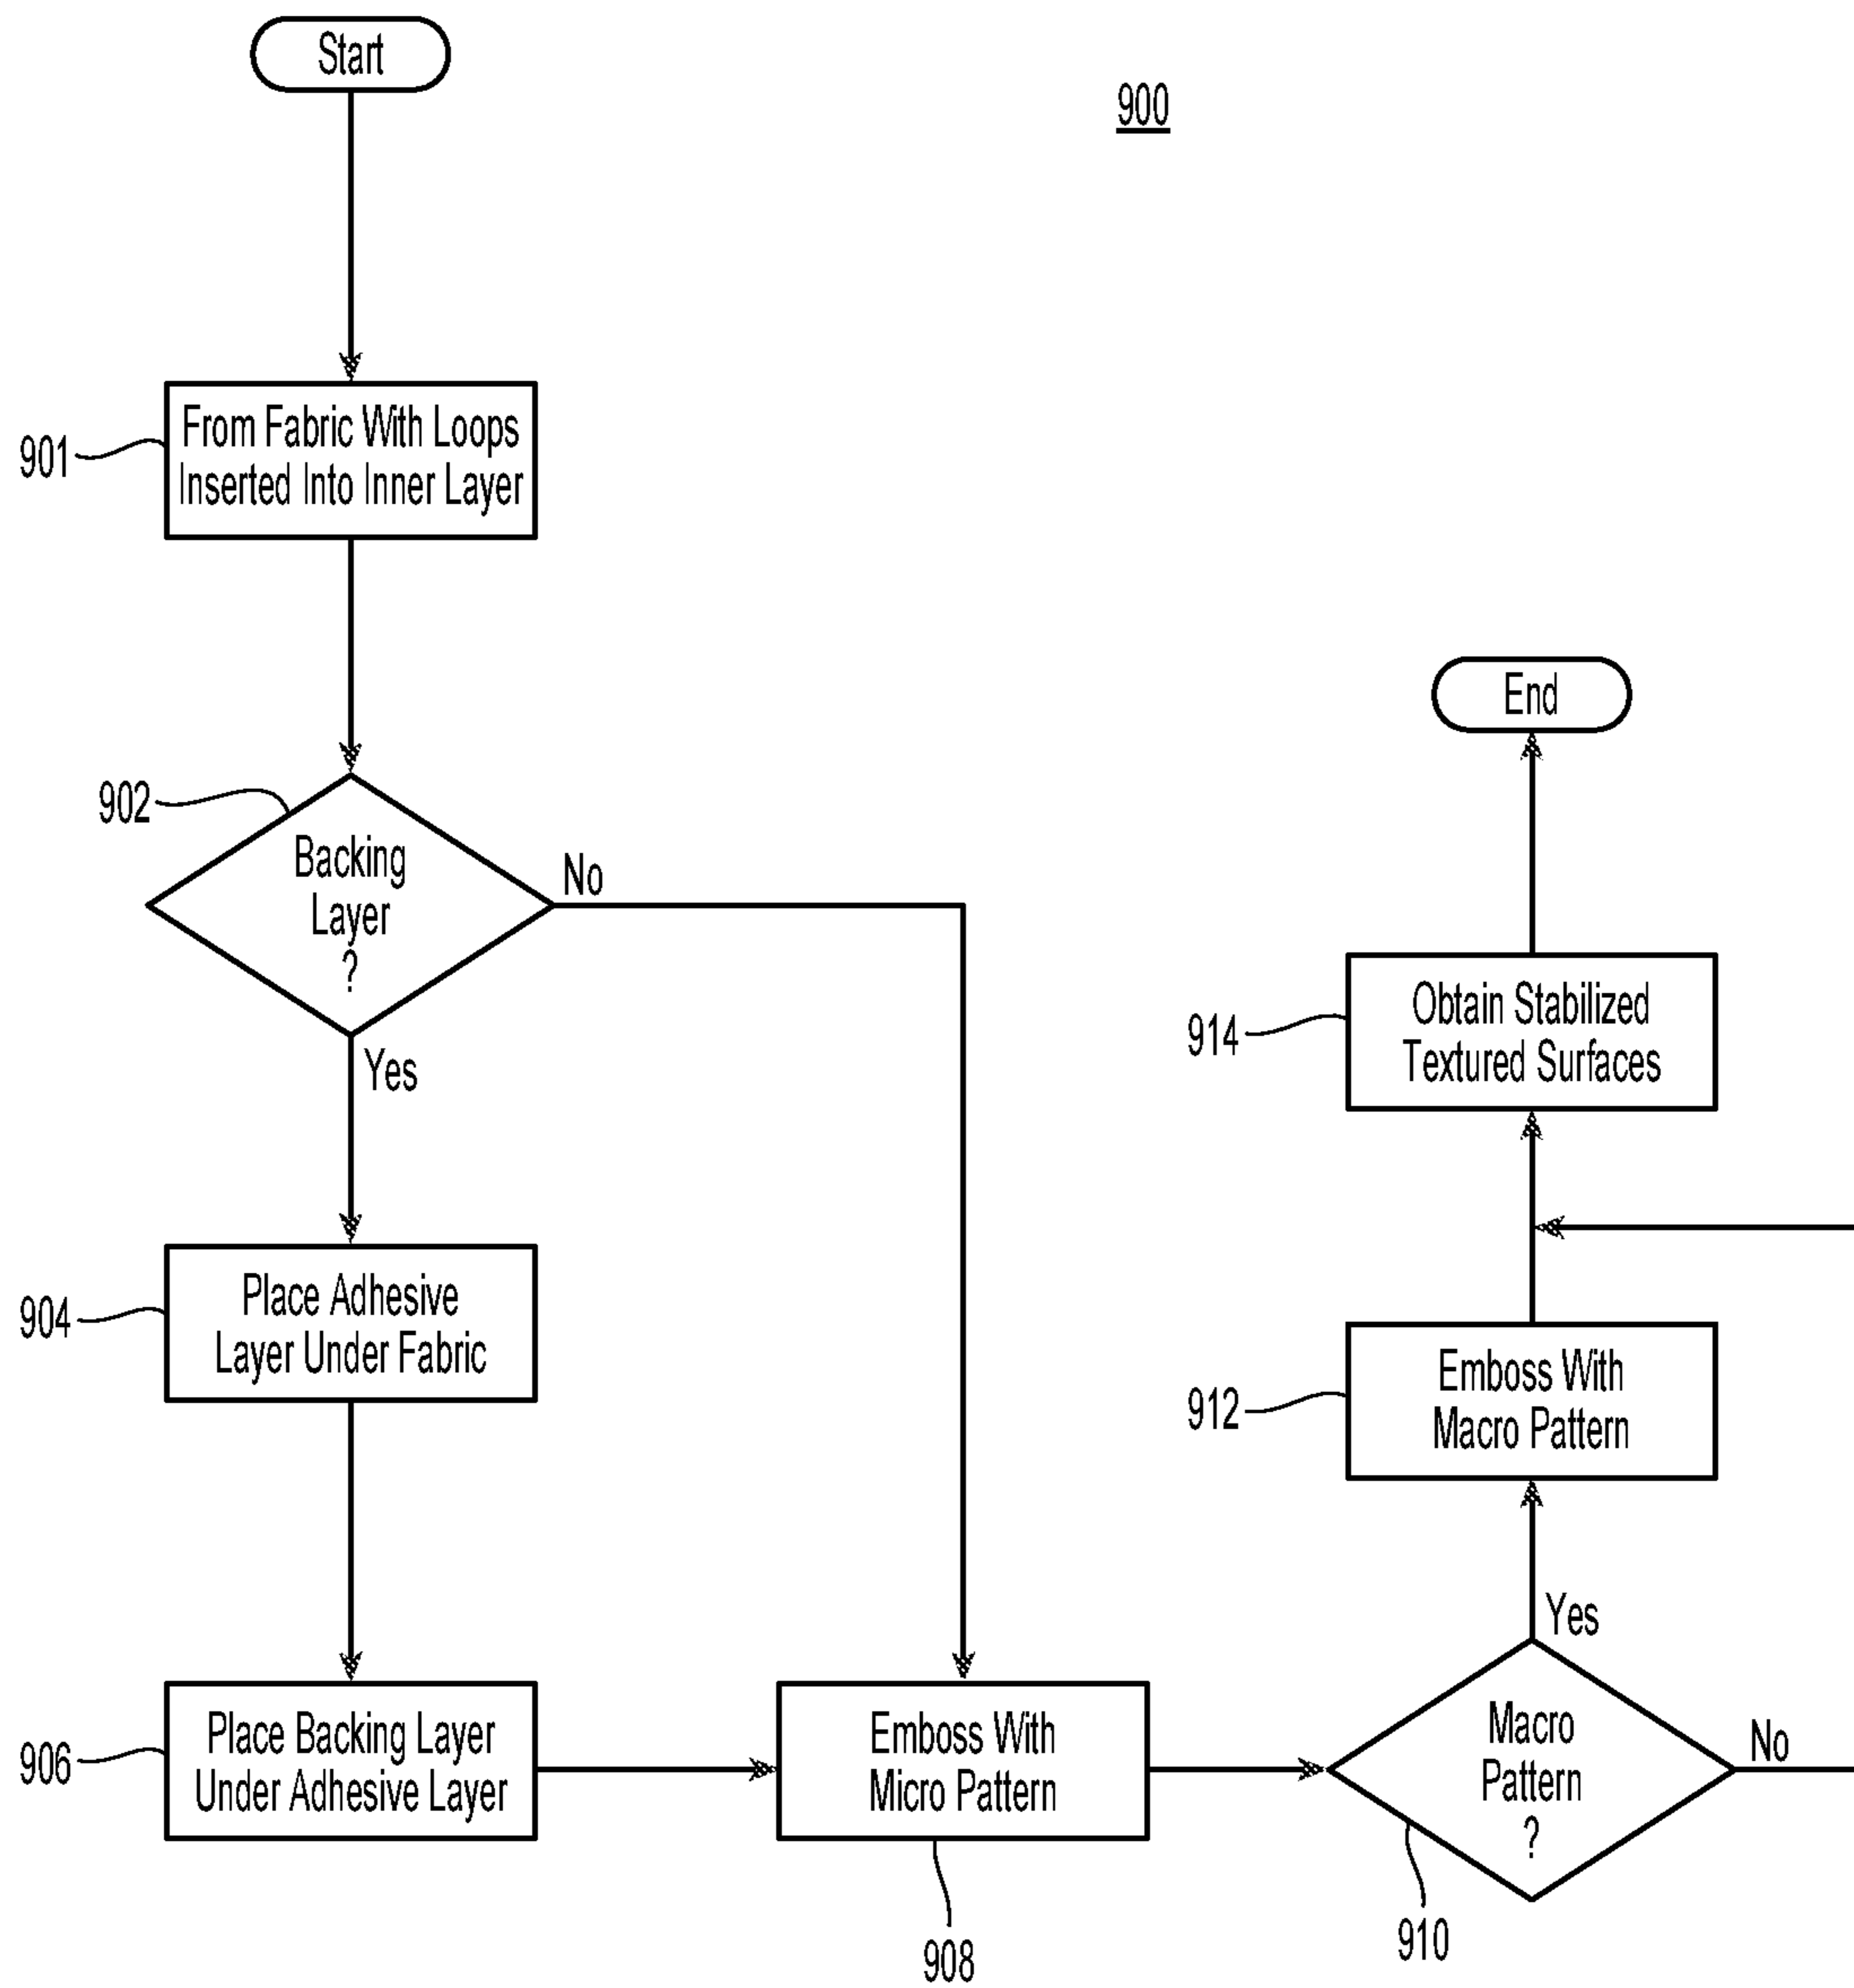 Start
900
901
From Fabric With Loops
Inserted Into Inner Layer
902
Backing
Layer
?
No
Yes
904
Place Adhesive
Layer Under Fabric
906
Place Backing Layer
Under Adhesive Layer
908
Emboss With
Micro Pattern
910
Macro
Pattern
?
No
Yes
912
Emboss With
Macro Pattern
914
Obtain Stabilized
Textured Surfaces
End